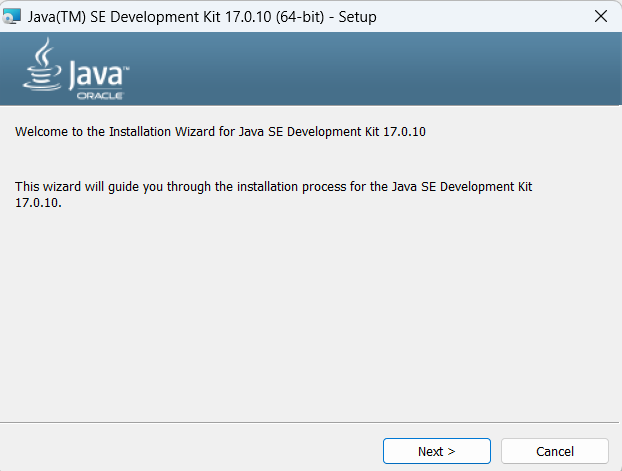 Java(TM) SE Development Kit 17.0.10 (64-bit) - Setup
Java™
ORACLE
Welcome to the Installation Wizard for Java SE Development Kit 17.0.10
This wizard will guide you through the installation process for the Java SE Development Kit
17.0.10.
Next >
Cancel